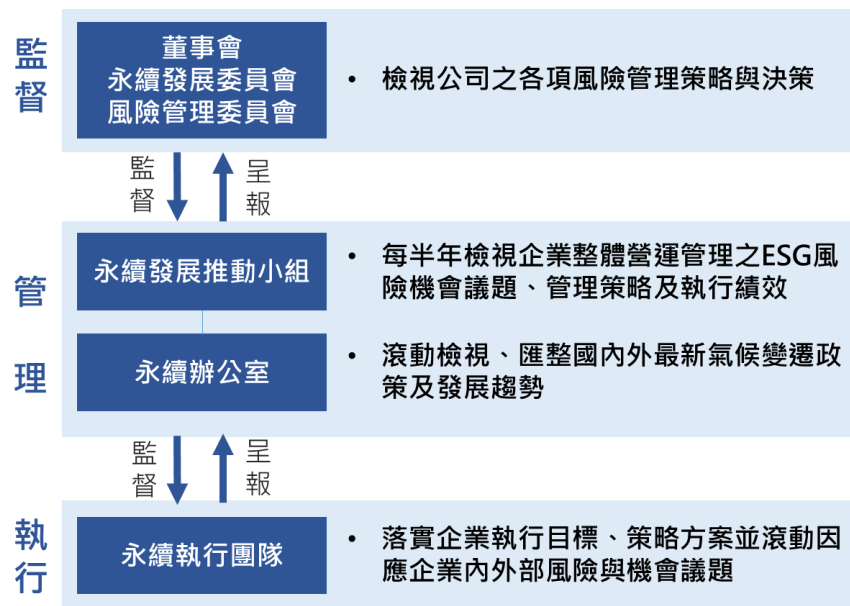 監督
董事會
永續發展委員會
風險管理委員會
• 檢視公司之各項風險管理策略與決策
監督
呈報
管理
永續發展推動小組
• 每半年檢視企業整體營運管理之ESG風
險機會議題、管理策略及執行績效
永續辦公室
• 滾動檢視、匯整國內外最新氣候變遷政
策及發展趨勢
監督
呈報
執行
永續執行團隊
• 落實企業執行目標、策略方案並滾動因
應企業內外部風險與機會議題